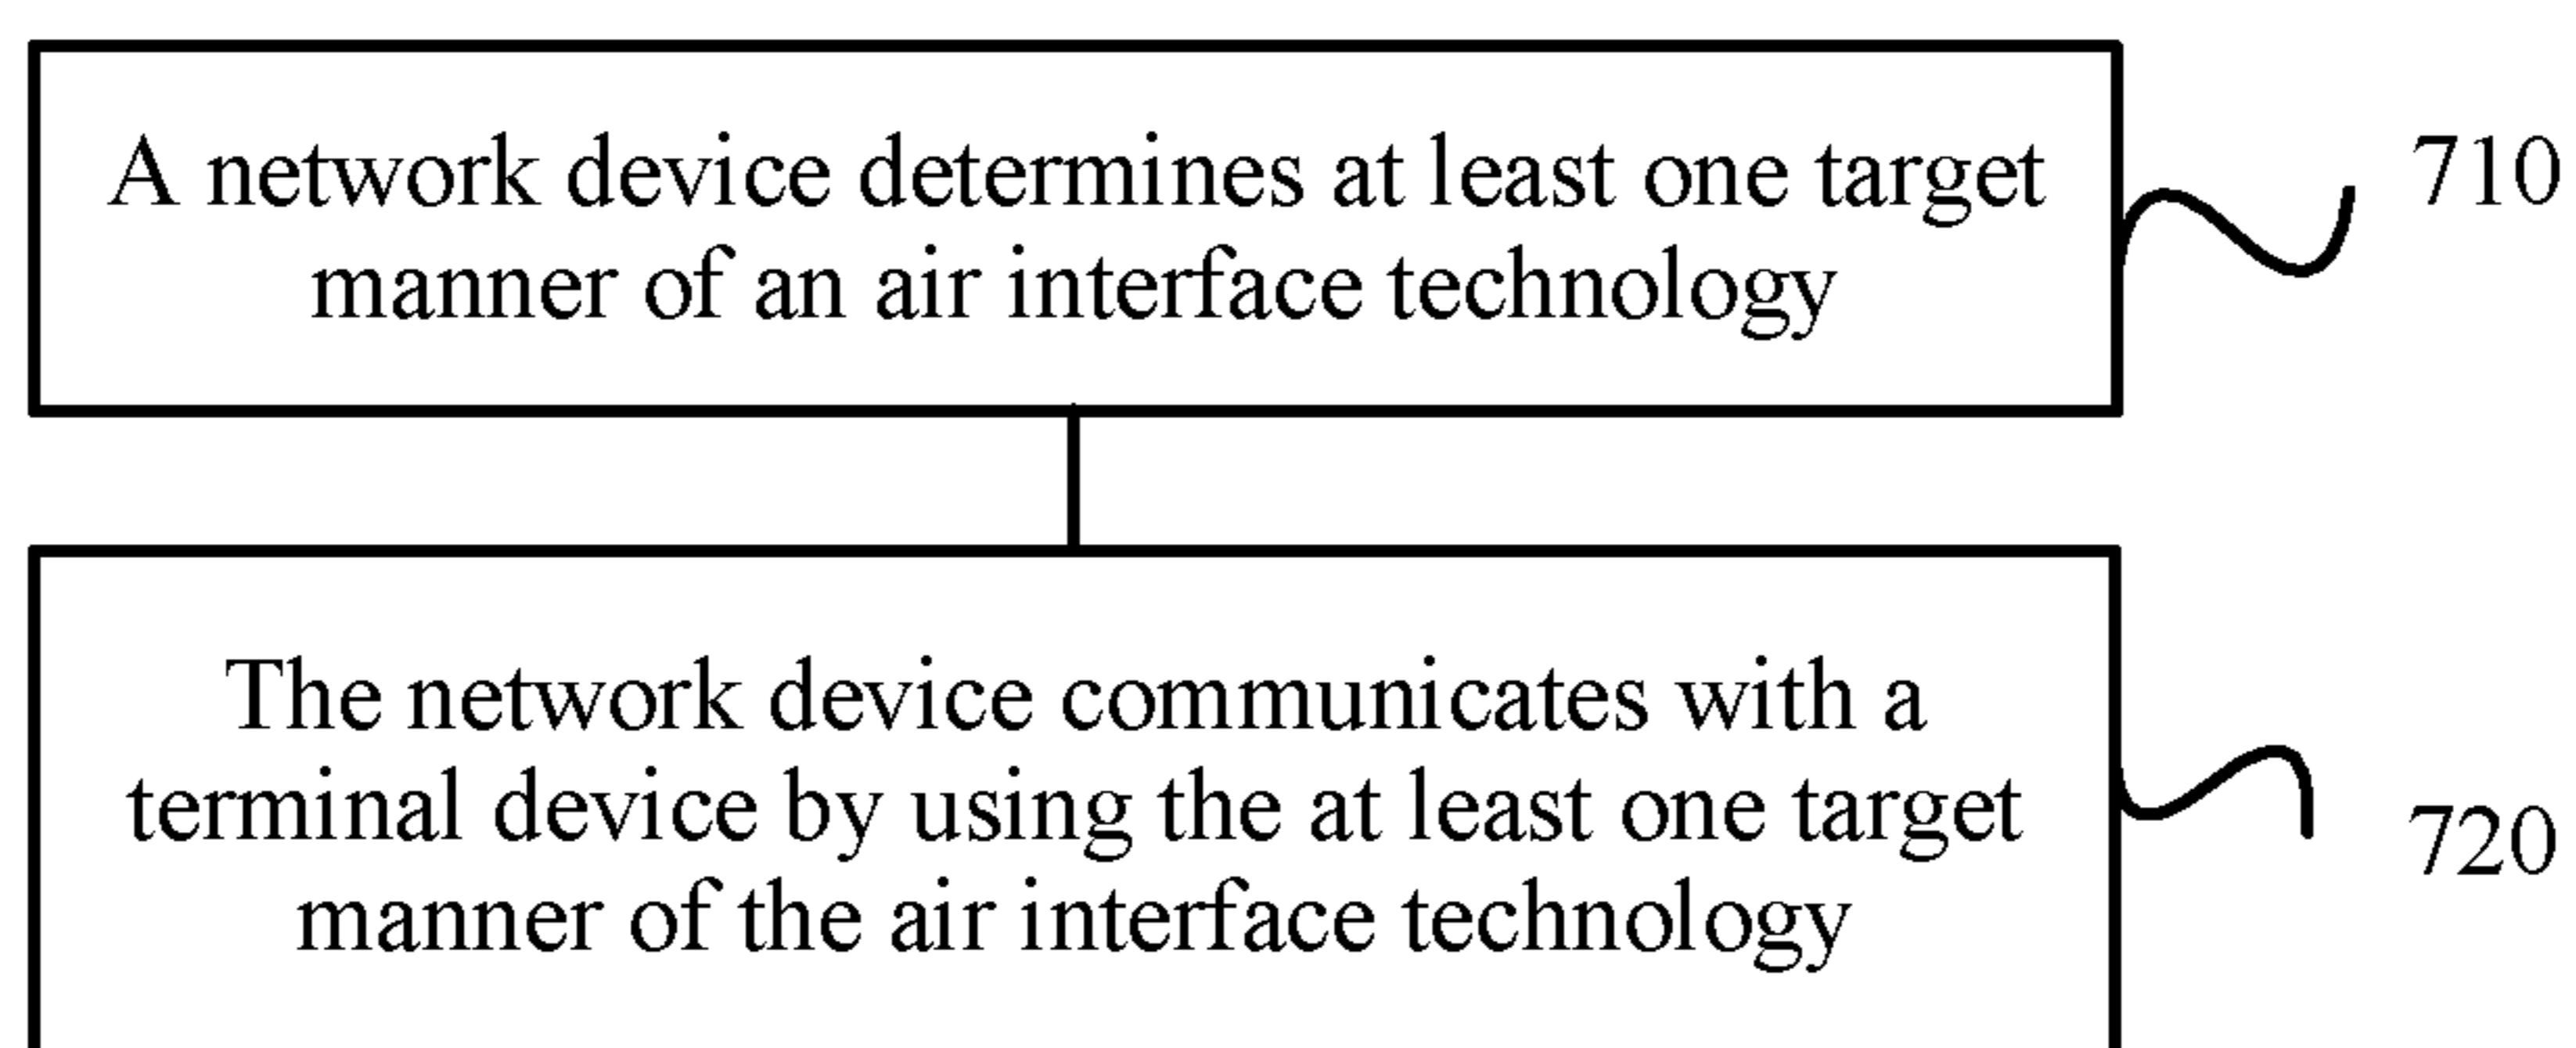 A network device determines at least one target
manner of an air interface technology
710
The network device communicates with a
terminal device by using the at least one target
manner of the air interface technology
720